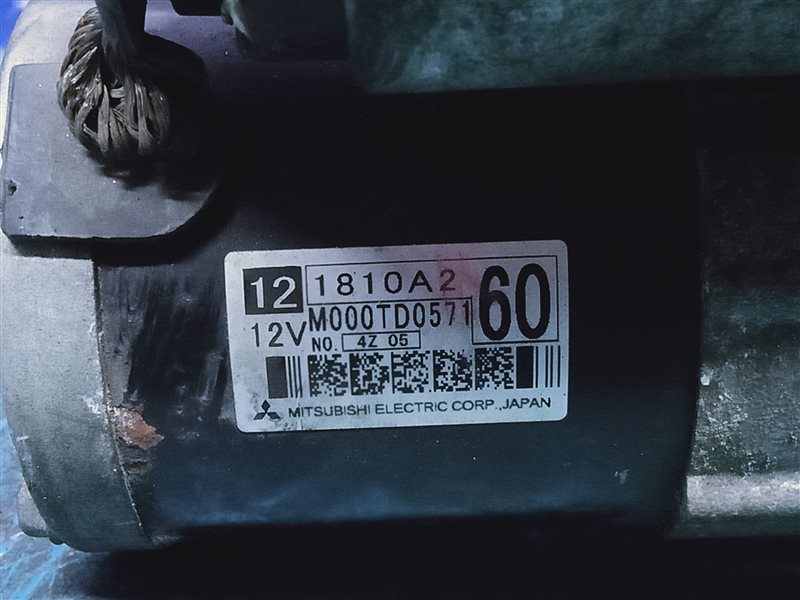 12 1810A2 60
12V M000TD0571
NO. 4Z 05
MITSUBISHI ELECTRIC CORP., JAPAN